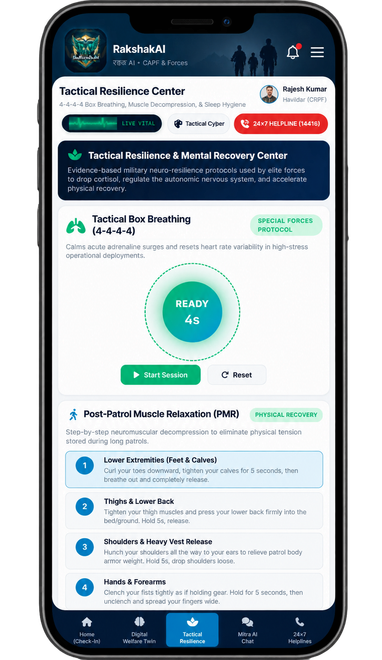 RakshakAI
रक्षक AI • CAPF & Forces
Tactical Resilience Center
4-4-4-4 Box Breathing, Muscle Decompression, & Sleep Hygiene
Rajesh Kumar
Havildar (CRPF)
LIVE VITAL
Tactical Cyber
24×7 HELPLINE (14416)
Tactical Resilience & Mental Recovery Center
Evidence-based military neuro-resilience protocols used by elite forces
to drop cortisol, regulate the autonomic nervous system, and accelerate
physical recovery.
Tactical Box Breathing
(4-4-4-4)
SPECIAL FORCES
PROTOCOL
Calms acute adrenaline surges and resets heart rate variability in high-stress
operational deployments.
READY
4s
Start Session
Reset
Post-Patrol Muscle Relaxation (PMR)
PHYSICAL RECOVERY
Step-by-step neuromuscular decompression to eliminate physical tension
stored during long patrols.
1
Lower Extremities (Feet & Calves)
Curl your toes downward, tighten your calves for 5 seconds, then
breathe out and completely release.
2
Thighs & Lower Back
Tighten your thigh muscles and press your lower back firmly into the
bed/ground. Hold 5s, release.
3
Shoulders & Heavy Vest Release
Hunch your shoulders all the way to your ears to relieve patrol body
armor weight. Hold 5s, drop shoulders loose.
4
Hands & Forearms
Clench your fists tightly as if holding gear. Hold for 5 seconds, then
unclench and spread your fingers wide.
Home
(Check-In)
Digital
Welfare Twin
Tactical
Resilience
Mitra AI
Chat
24×7
Helplines